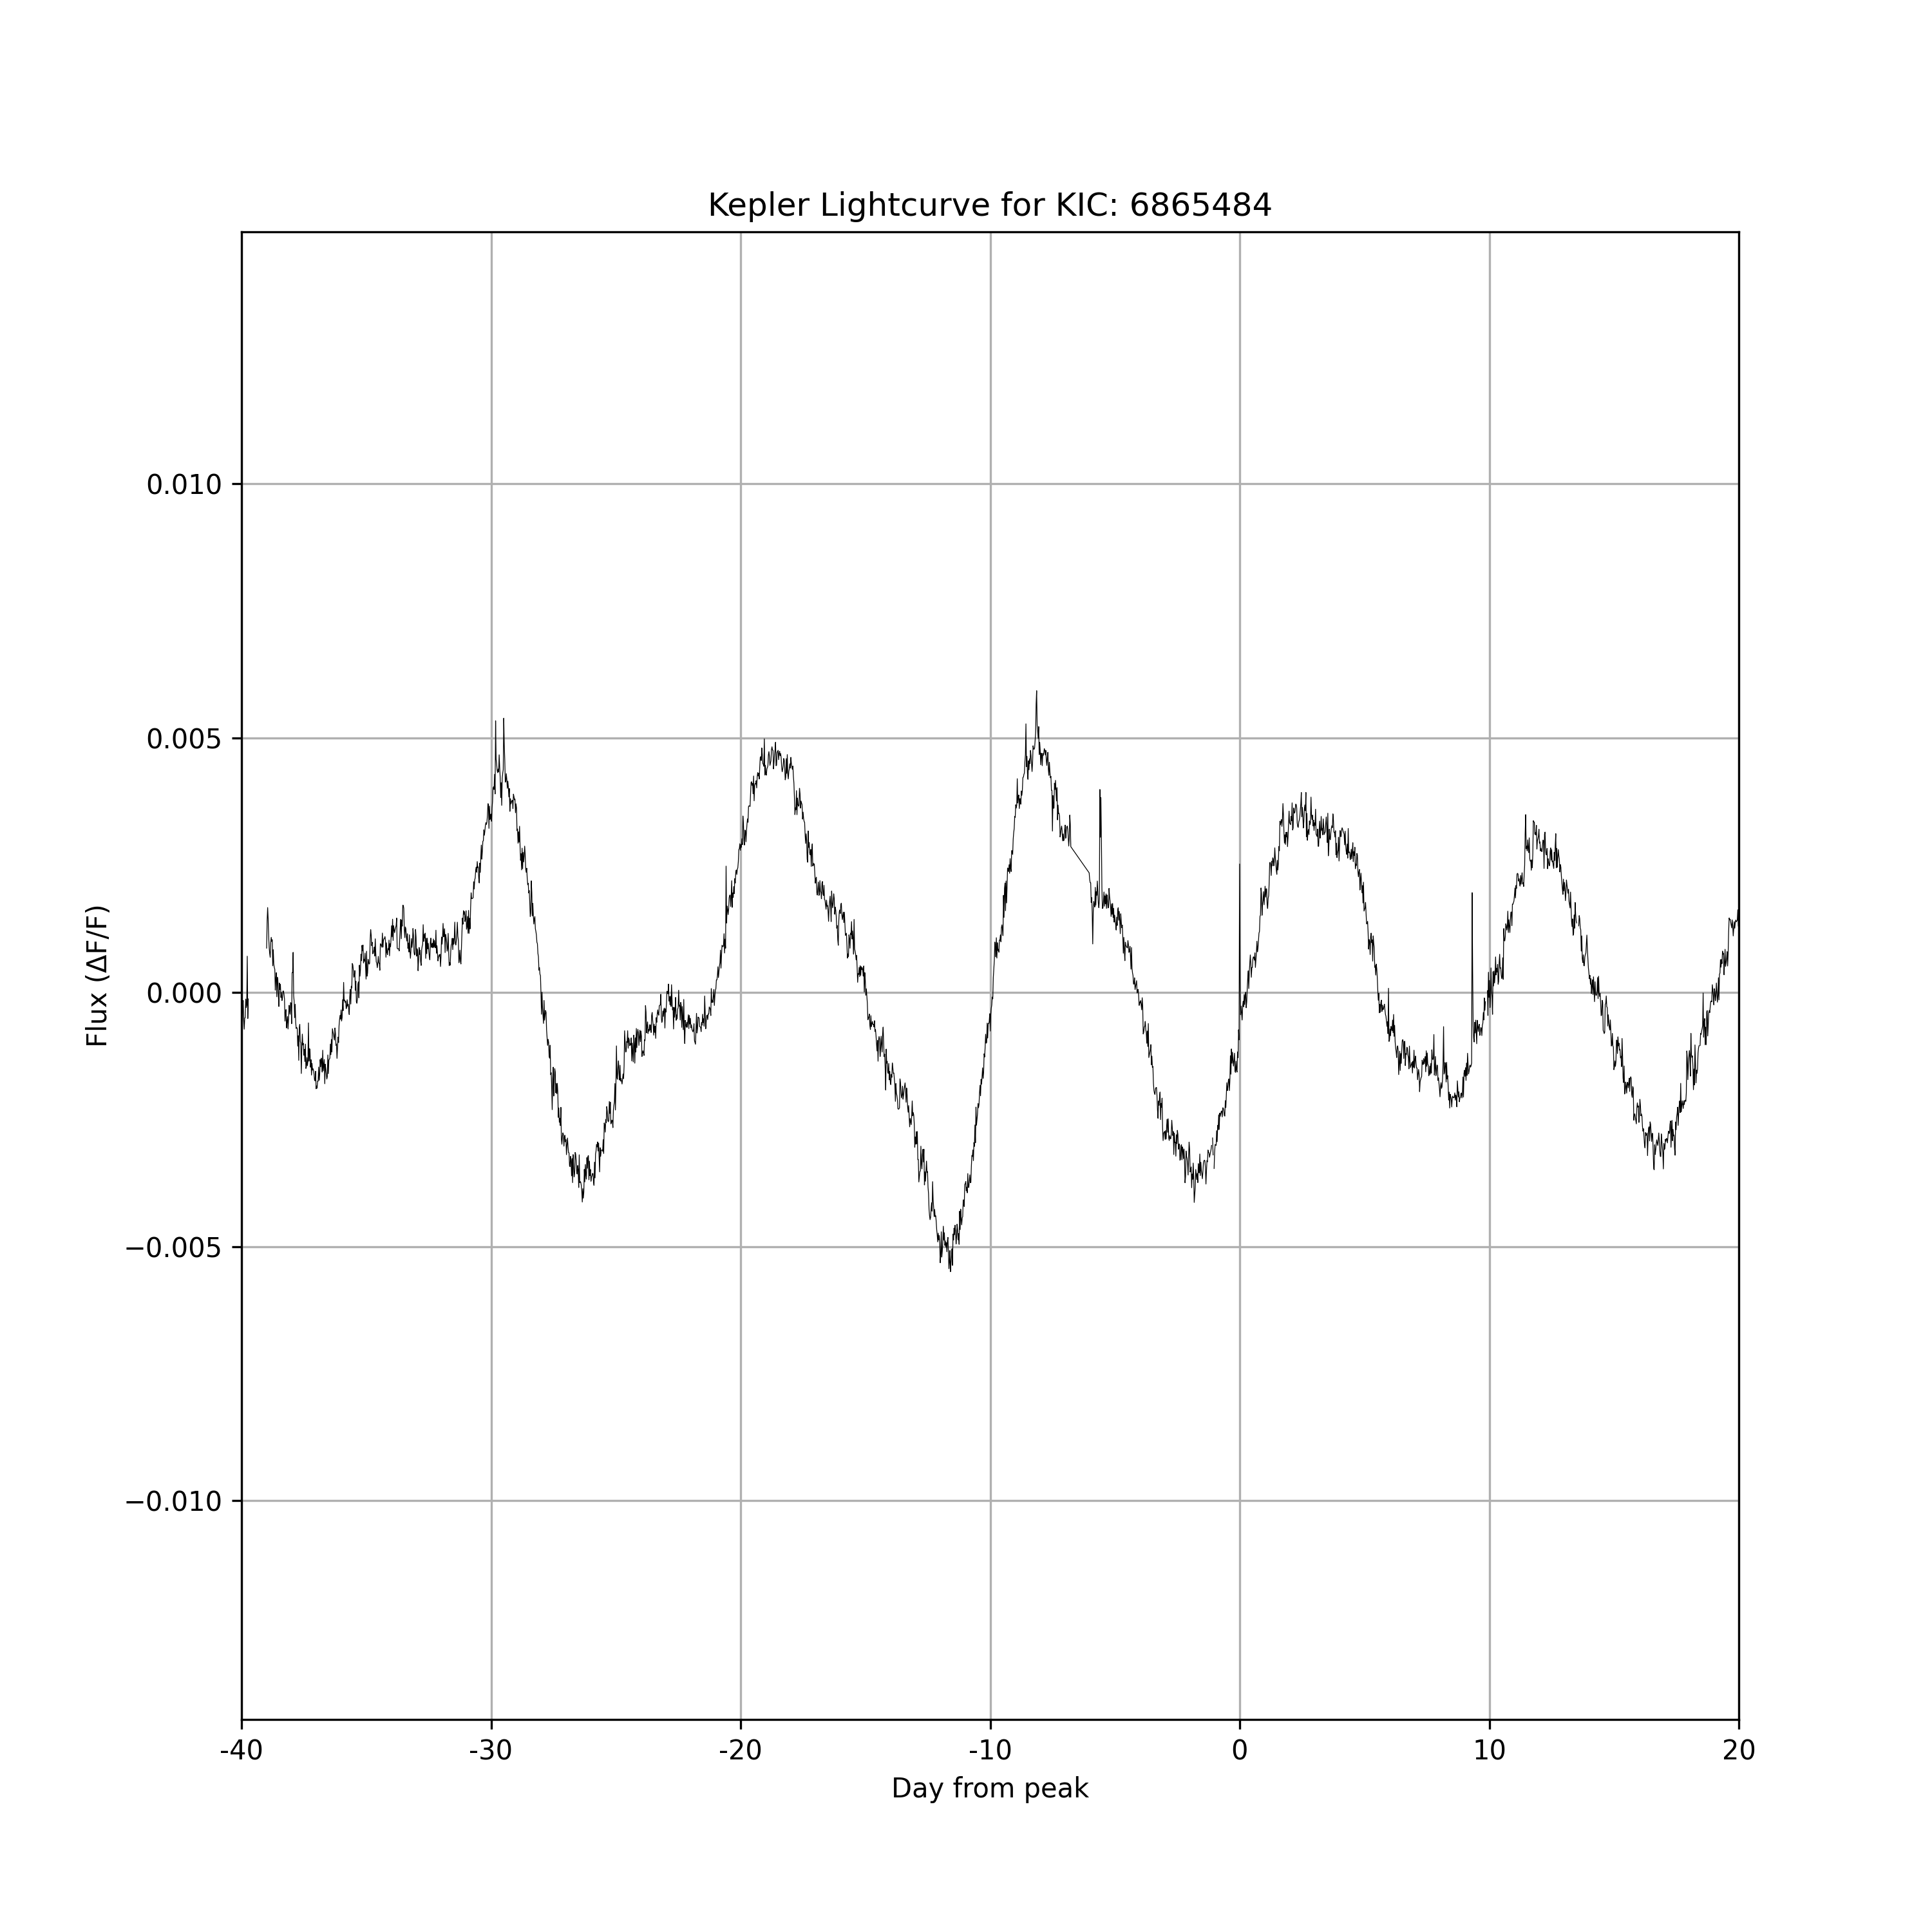 Kepler Lightcurve for KIC: 6865484
0.010
0.005
0.000
−0.005
−0.010
Flux (ΔF/F)
-40 -30 -20 -10 0 10 20
Day from peak